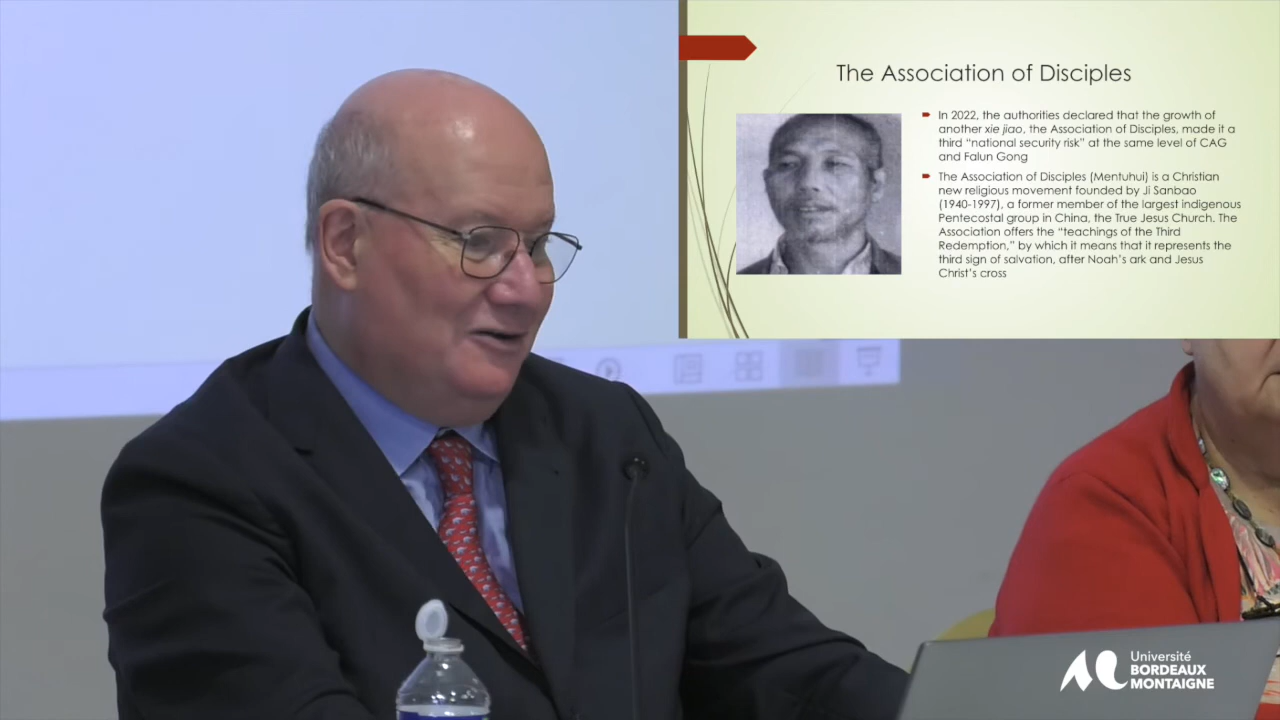 The Association of Disciples
In 2022, the authorities declared that the growth of
another xie jiao, the Association of Disciples, made it a
third “national security risk” at the same level of CAG
and Falun Gong
The Association of Disciples (Mentuhui) is a Christian
new religious movement founded by Ji Sanbao
(1940-1997), a former member of the largest indigenous
Pentecostal group in China, the True Jesus Church. The
Association offers the “teachings of the Third
Redemption,” by which it means that it represents the
third sign of salvation, after Noah’s ark and Jesus
Christ’s cross
Université
BORDEAUX
MONTAIGNE